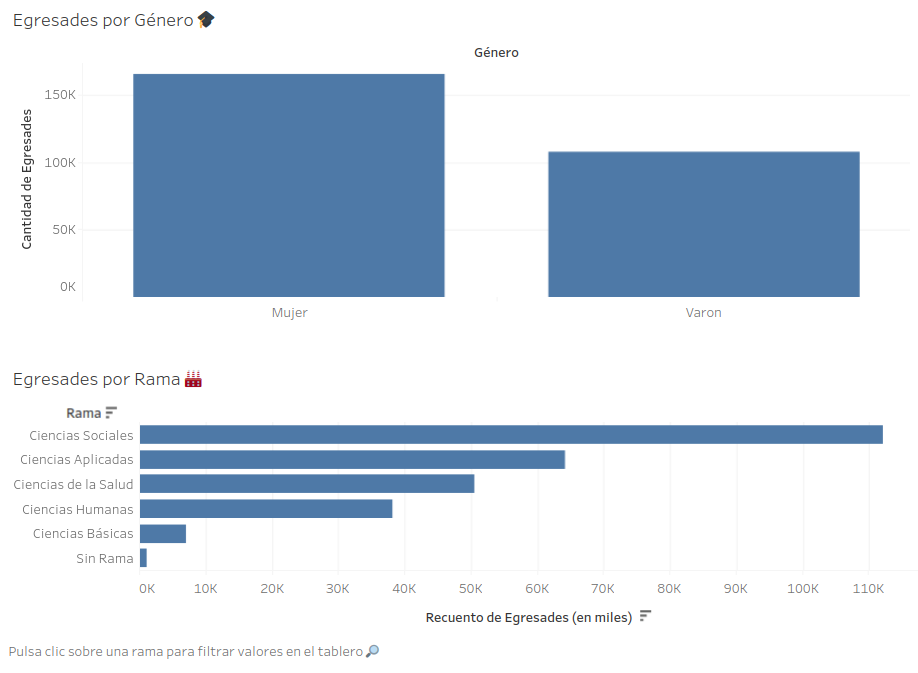 Egresades por Género 🎓
Género
Cantidad de Egresades
150K
100K
50K
0K
Mujer Varon
Egresades por Rama 🏭
Rama
Ciencias Sociales
Ciencias Aplicadas
Ciencias de la Salud
Ciencias Humanas
Ciencias Básicas
Sin Rama
0K 10K 20K 30K 40K 50K 60K 70K 80K 90K 100K 110K
Recuento de Egresades (en miles)
Pulsa clic sobre una rama para filtrar valores en el tablero 🔎